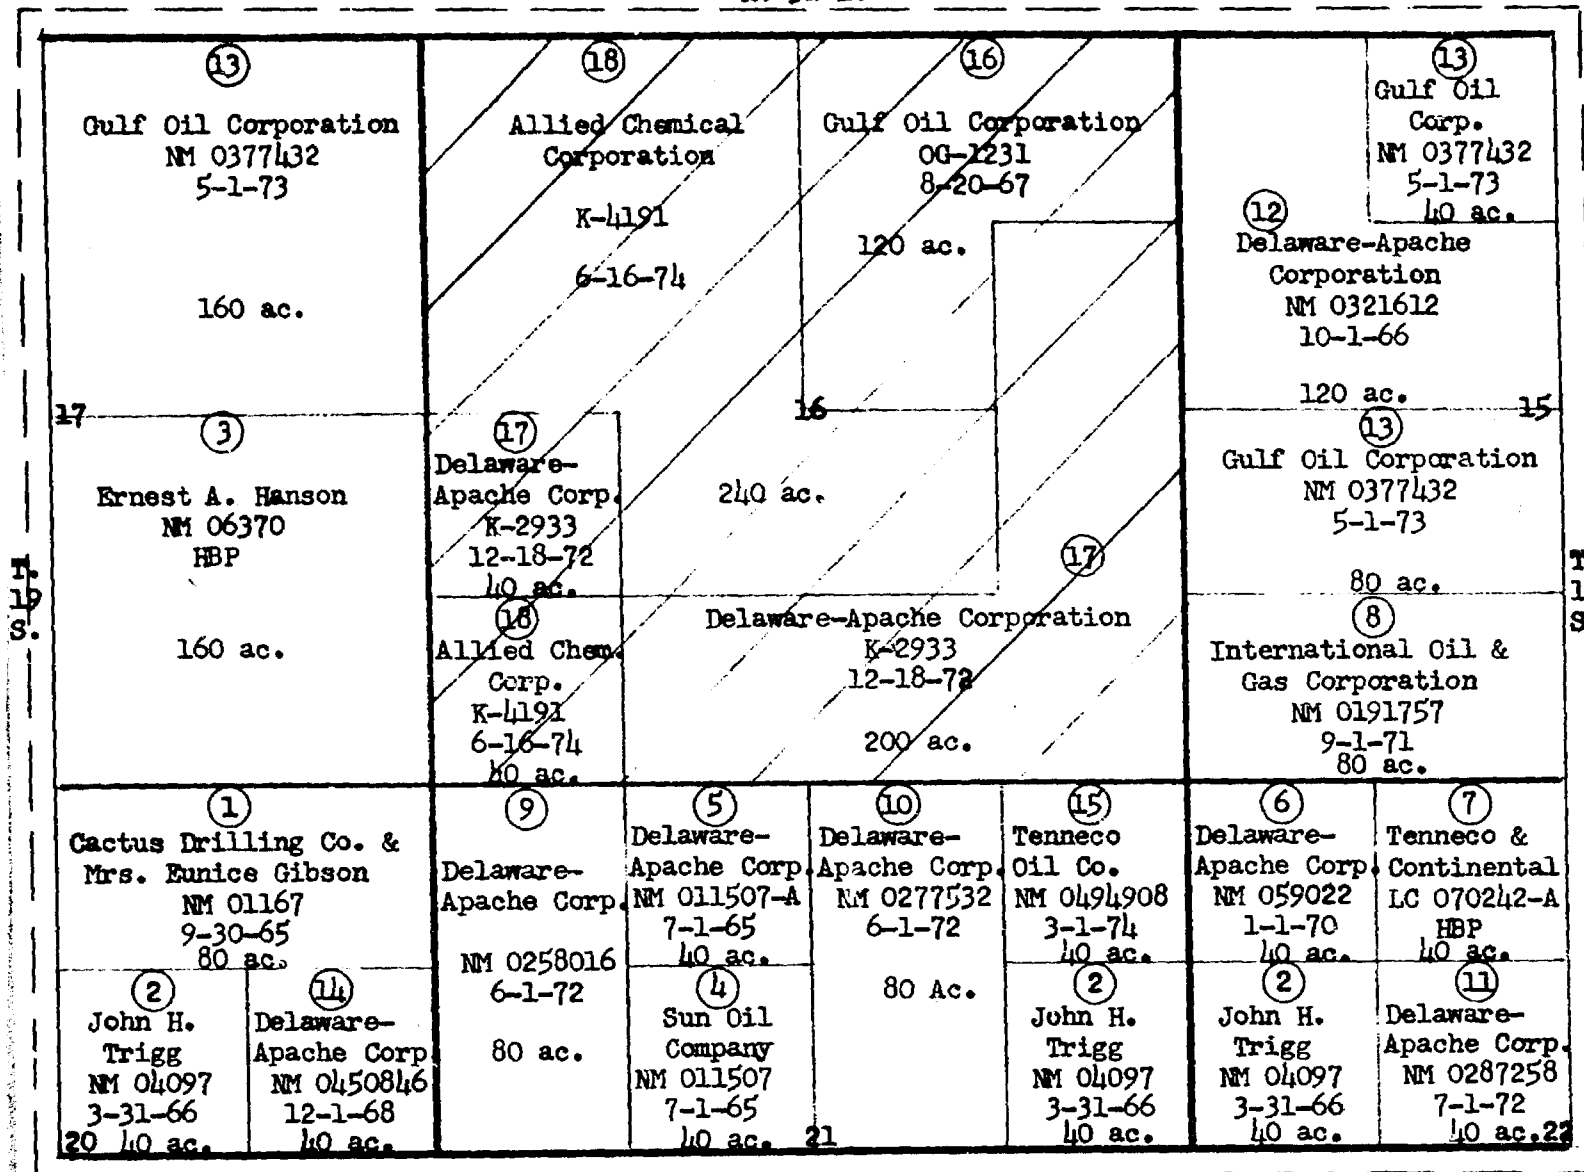 13
Gulf Oil Corporation
NM 0377432
5-1-73
160 ac.
18
Allied Chemical
Corporation
K-4191
6-16-74
16
Gulf Oil Corporation
OG-1231
8-20-67
120 ac.
13
Gulf Oil
Corp.
NM 0377432
5-1-73
40 ac.
12
Delaware-Apache
Corporation
NM 0321612
10-1-66
120 ac.
17
16
15
3
Ernest A. Hanson
NM 06370
HBP
160 ac.
17
Delaware-
Apache Corp.
K-2933
12-18-72
40 ac.
240 ac.
13
Gulf Oil Corporation
NM 0377432
5-1-73
80 ac.
T.
19
S.
T
1
S
18
Allied Chem.
Corp.
K-4191
6-16-74
40 ac.
17
Delaware-Apache Corporation
K-2933
12-18-72
200 ac.
8
International Oil &
Gas Corporation
NM 0191757
9-1-71
80 ac.
1
Cactus Drilling Co. &
Mrs. Eunice Gibson
NM 01167
9-30-65
80 ac.
9
Delaware-
Apache Corp.
NM 0258016
6-1-72
80 ac.
5
Delaware-
Apache Corp.
NM 011507-A
7-1-65
40 ac.
10
Delaware-
Apache Corp.
NM 0277532
6-1-72
80 Ac.
15
Tenneco
Oil Co.
NM 0494908
3-1-74
40 ac.
6
Delaware-
Apache Corp.
NM 059022
1-1-70
40 ac.
7
Tenneco &
Continental
LC 070242-A
HBP
40 ac.
2
John H.
Trigg
NM 04097
3-31-66
20 40 ac.
14
Delaware-
Apache Corp
NM 0450846
12-1-68
40 ac.
4
Sun Oil
Company
NM 011507
7-1-65
40 ac.
21
2
John H.
Trigg
NM 04097
3-31-66
40 ac.
2
John H.
Trigg
NM 04097
3-31-66
40 ac.
11
Delaware-
Apache Corp.
NM 0287258
7-1-72
40 ac. 22